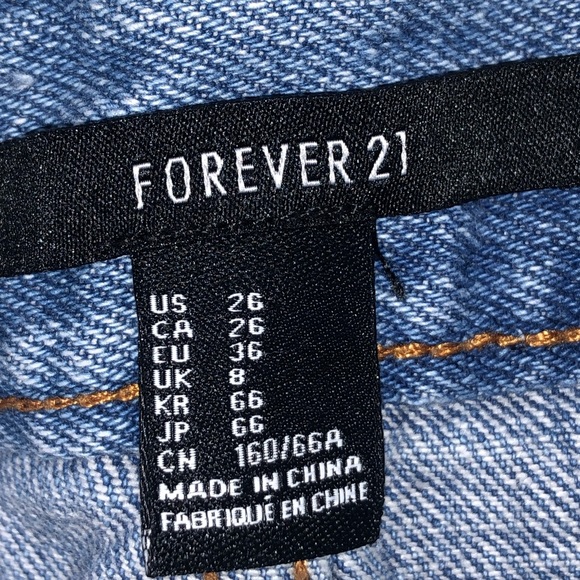 FOREVER 21
US 26
CA 26
EU 36
UK 8
KR 66
JP 66
CN 160/66A
MADE IN CHINA
FABRIQUÉ EN CHINE